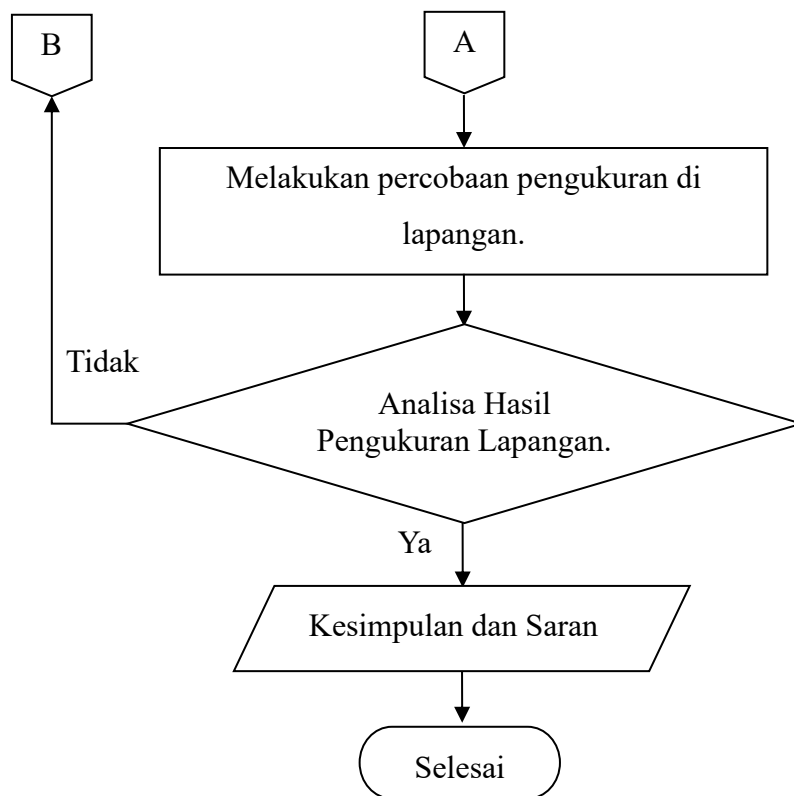 B
A
Melakukan percobaan pengukuran di
lapangan.
Tidak
Analisa Hasil
Pengukuran Lapangan.
Ya
Kesimpulan dan Saran
Selesai